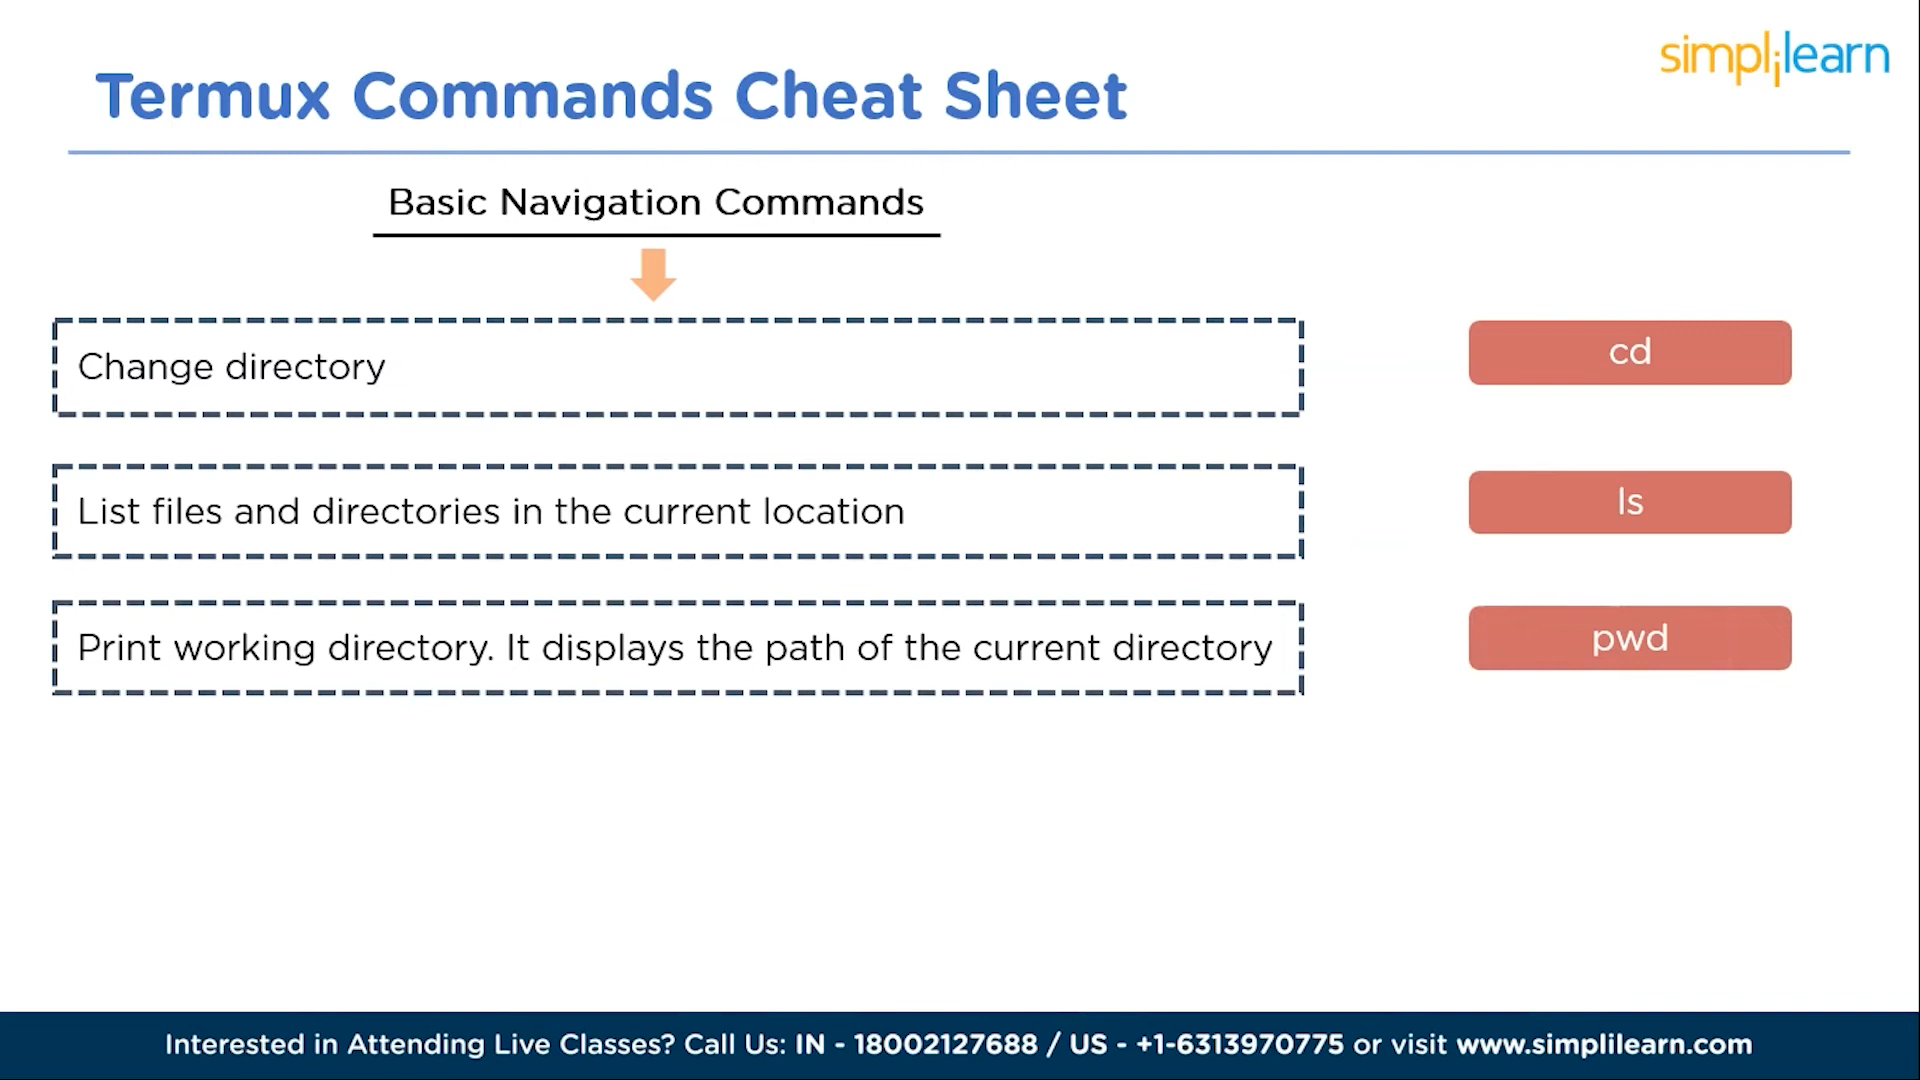 simplilearn
Termux Commands Cheat Sheet
Basic Navigation Commands
Change directory
cd
List files and directories in the current location
ls
Print working directory. It displays the path of the current directory
pwd
Interested in Attending Live Classes? Call Us: IN - 18002127688 / US - +1-6313970775 or visit www.simplilearn.com